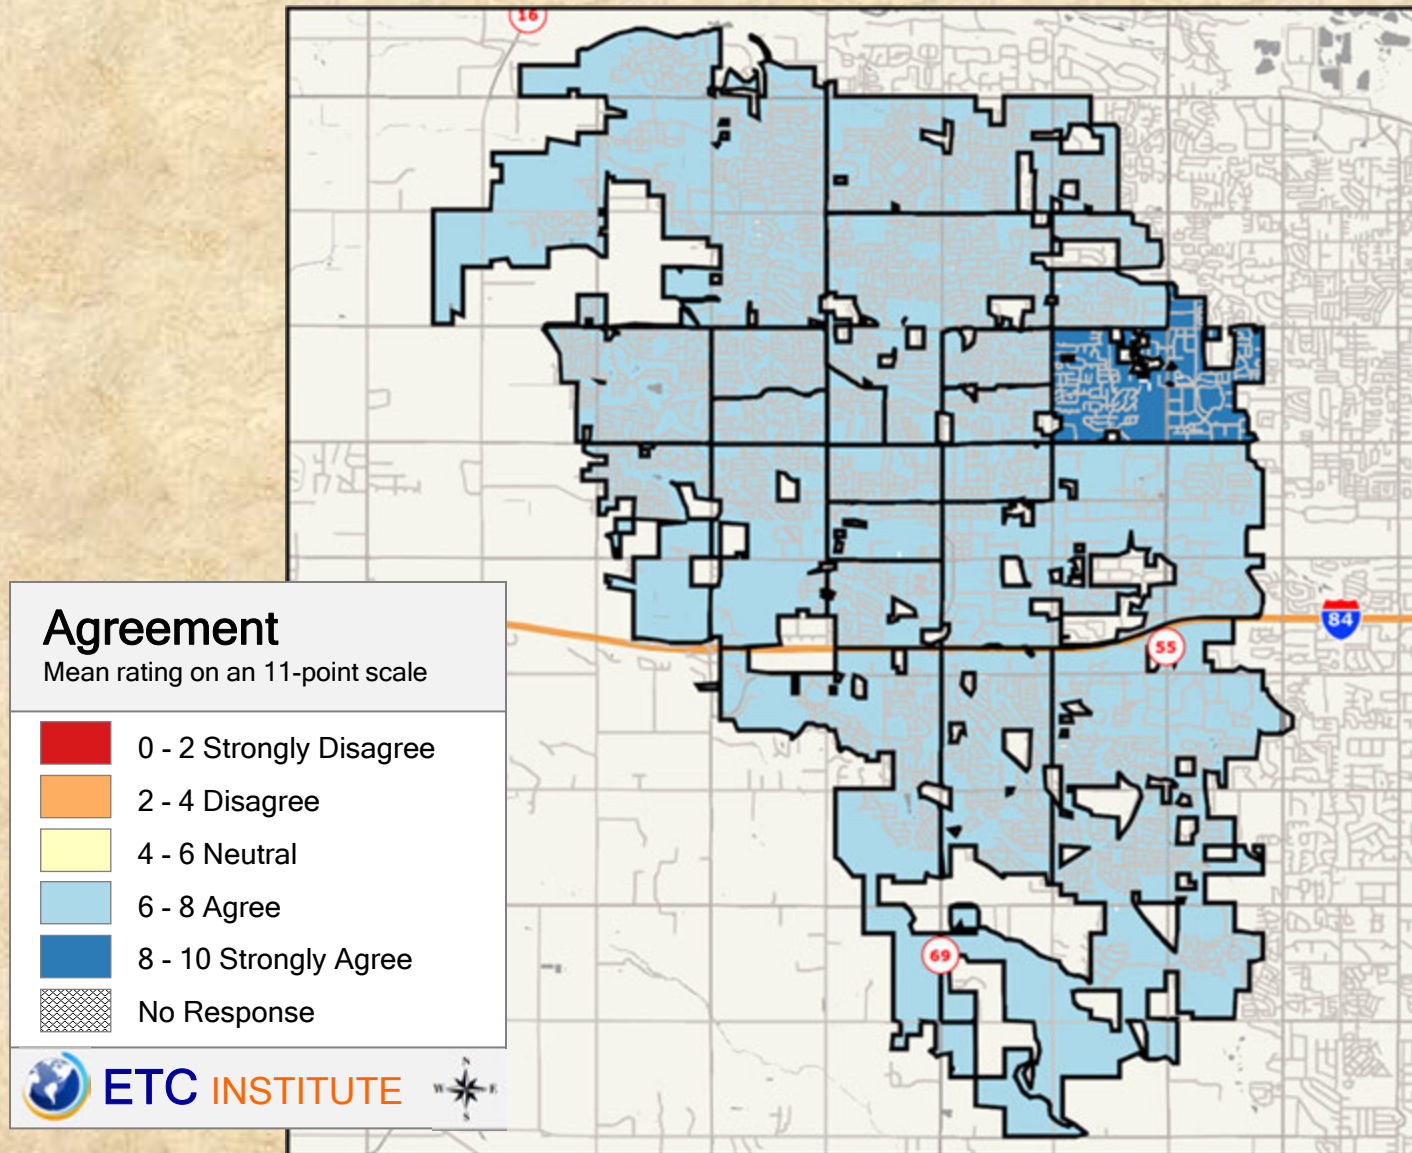 16
84
55
69
Agreement
Mean rating on an 11-point scale
0 - 2 Strongly Disagree
2 - 4 Disagree
4 - 6 Neutral
6 - 8 Agree
8 - 10 Strongly Agree
No Response
ETC INSTITUTE
N
W E
S